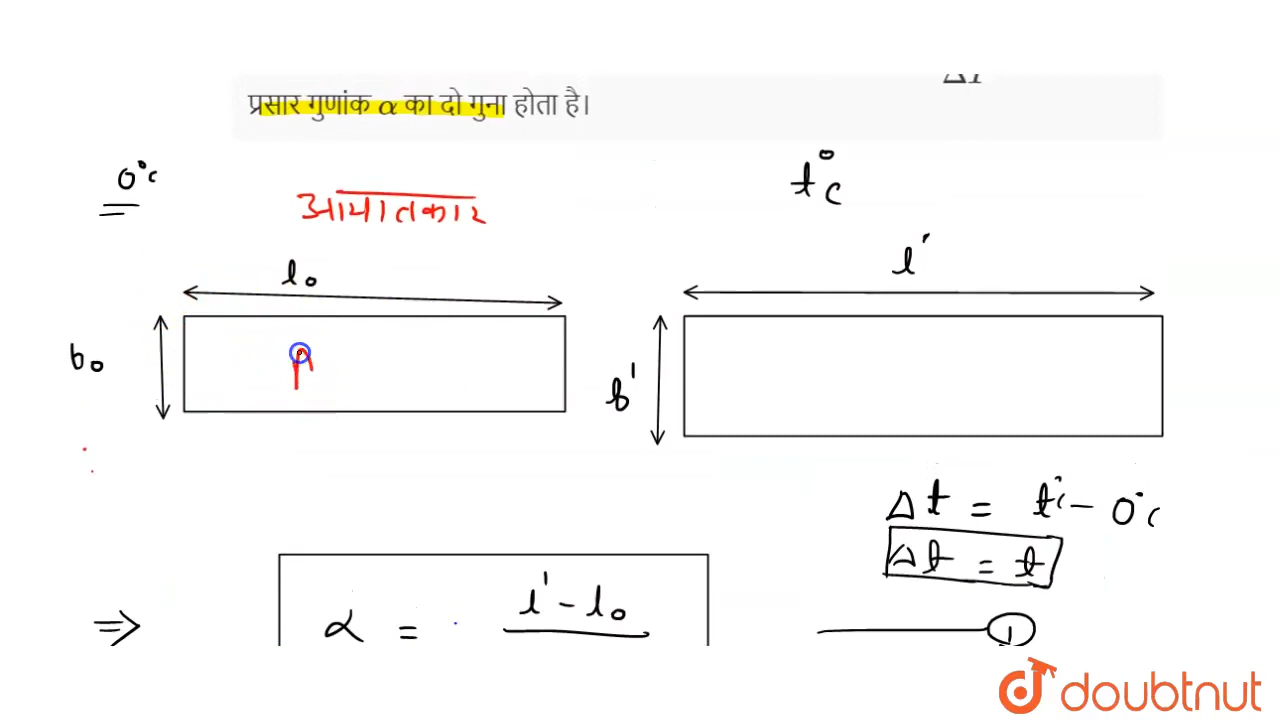 प्रसार गुणांक α का दो गुना होता है।
0°c
t°c
आयातकार
l₀
l'
b₀
b'
Δt = t°c - 0°c
Δt = t
⇒ α = l' - l₀
1
doubtnut